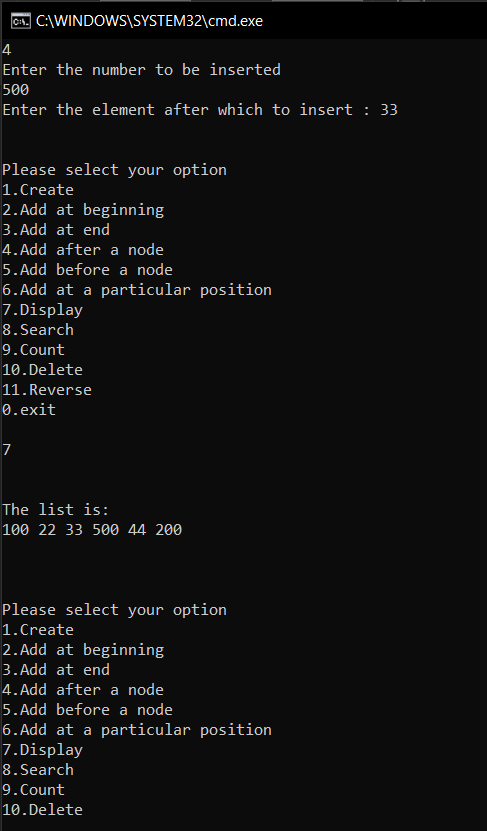 C:\WINDOWS\SYSTEM32\cmd.exe
4
Enter the number to be inserted
500
Enter the element after which to insert : 33
Please select your option
1.Create
2.Add at beginning
3.Add at end
4.Add after a node
5.Add before a node
6.Add at a particular position
7.Display
8.Search
9.Count
10.Delete
11.Reverse
0.exit
7
The list is:
100 22 33 500 44 200
Please select your option
1.Create
2.Add at beginning
3.Add at end
4.Add after a node
5.Add before a node
6.Add at a particular position
7.Display
8.Search
9.Count
10.Delete